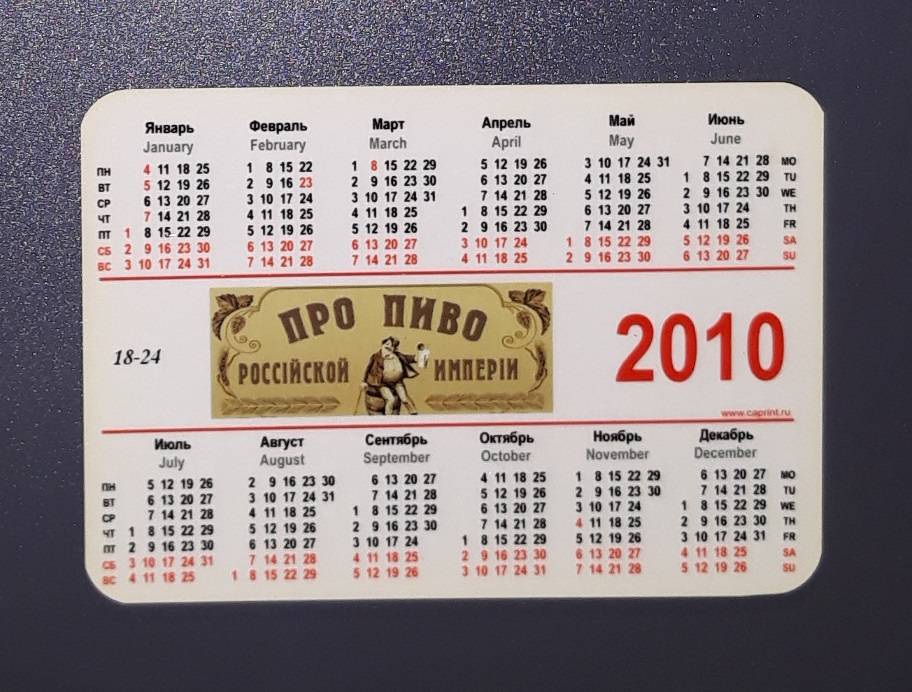 Январь Февраль Март Апрель Май Июнь
January February March April May June
ПН 4 11 18 25 1 8 15 22 1 8 15 22 29 5 12 19 26 3 10 17 24 31 7 14 21 28 MO
ВТ 5 12 19 26 2 9 16 23 2 9 16 23 30 6 13 20 27 4 11 18 25 1 8 15 22 29 TU
СР 6 13 20 27 3 10 17 24 3 10 17 24 31 7 14 21 28 5 12 19 26 2 9 16 23 30 WE
ЧТ 7 14 21 28 4 11 18 25 4 11 18 25 1 8 15 22 29 6 13 20 27 3 10 17 24 TH
ПТ 1 8 15 22 29 5 12 19 26 5 12 19 26 2 9 16 23 30 7 14 21 28 4 11 18 25 FR
СБ 2 9 16 23 30 6 13 20 27 6 13 20 27 3 10 17 24 1 8 15 22 29 5 12 19 26 SA
ВС 3 10 17 24 31 7 14 21 28 7 14 21 28 4 11 18 25 2 9 16 23 30 6 13 20 27 SU
18-24
ПРО ПИВО
РОССІЙСКОЙ ИМПЕРІИ
2010
www.caprint.ru
Июль Август Сентябрь Октябрь Ноябрь Декабрь
July August September October November December
ПН 5 12 19 26 2 9 16 23 30 6 13 20 27 4 11 18 25 1 8 15 22 29 6 13 20 27 MO
ВТ 6 13 20 27 3 10 17 24 31 7 14 21 28 5 12 19 26 2 9 16 23 30 7 14 21 28 TU
СР 7 14 21 28 4 11 18 25 1 8 15 22 29 6 13 20 27 3 10 17 24 1 8 15 22 29 WE
ЧТ 1 8 15 22 29 5 12 19 26 2 9 16 23 30 7 14 21 28 4 11 18 25 2 9 16 23 30 TH
ПТ 2 9 16 23 30 6 13 20 27 3 10 17 24 1 8 15 22 29 5 12 19 26 3 10 17 24 31 FR
СБ 3 10 17 24 31 7 14 21 28 4 11 18 25 2 9 16 23 30 6 13 20 27 4 11 18 25 SA
ВС 4 11 18 25 1 8 15 22 29 5 12 19 26 3 10 17 24 31 7 14 21 28 5 12 19 26 SU